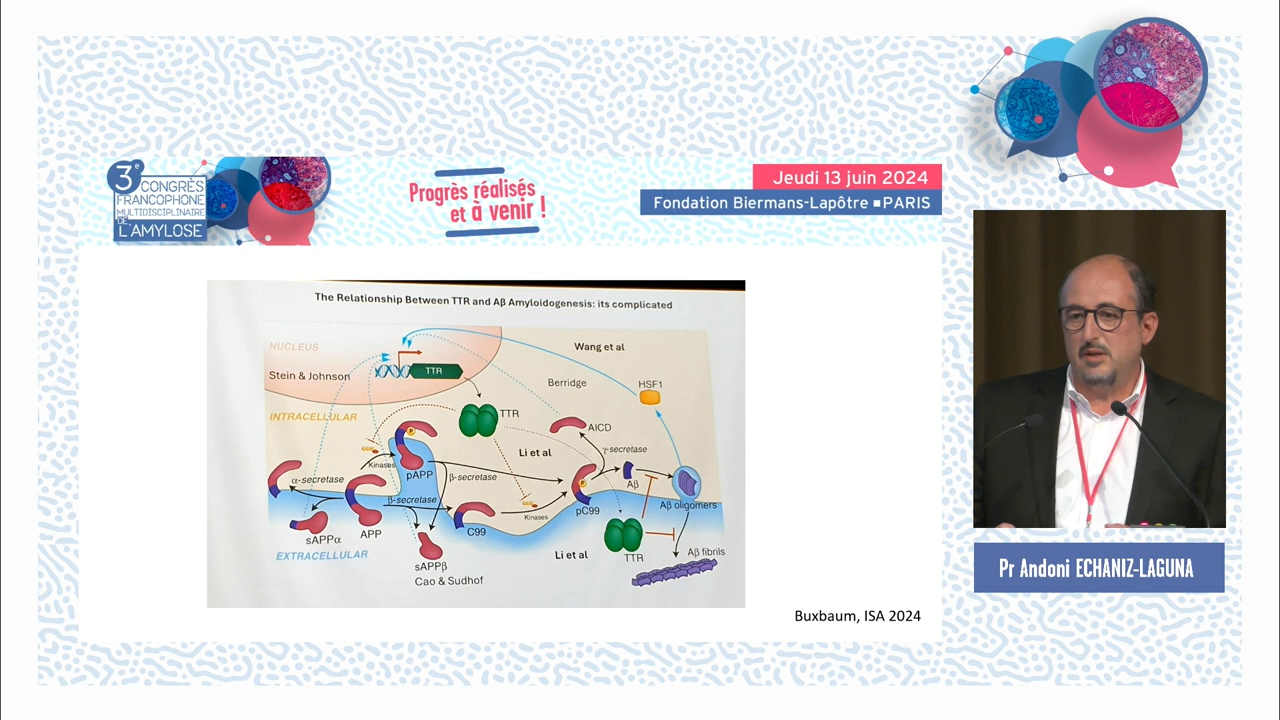 3e
CONGRÈS
FRANCOPHONE
MULTIDISCIPLINAIRE
DE
L'AMYLOSE
Progrès réalisés
et à venir !
Jeudi 13 juin 2024
Fondation Biermans-Lapôtre ■ PARIS
The Relationship Between TTR and Aβ Amyloidogenesis: its complicated
NUCLEUS
Wang et al
Stein & Johnson
TTR
Berridge
HSF1
INTRACELLULAR
TTR
AICD
P
Kinases
Li et al
γ-secretase
α-secretase
pAPP
β-secretase
P
Aβ
β-secretase
Aβ oligomers
pC99
Kinases
sAPPα
APP
C99
EXTRACELLULAR
Li et al
TTR
Aβ fibrils
sAPPβ
Cao & Sudhof
Buxbaum, ISA 2024
Pr Andoni ECHANIZ-LAGUNA